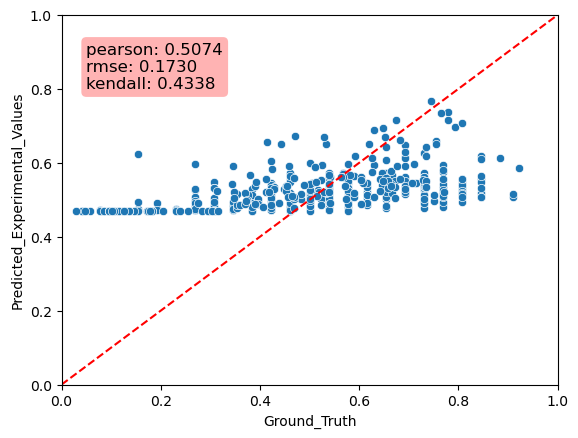 pearson: 0.5074
rmse: 0.1730
kendall: 0.4338
Predicted_Experimental_Values
1.0
0.8
0.6
0.4
0.2
0.0
0.0 0.2 0.4 0.6 0.8 1.0
Ground_Truth